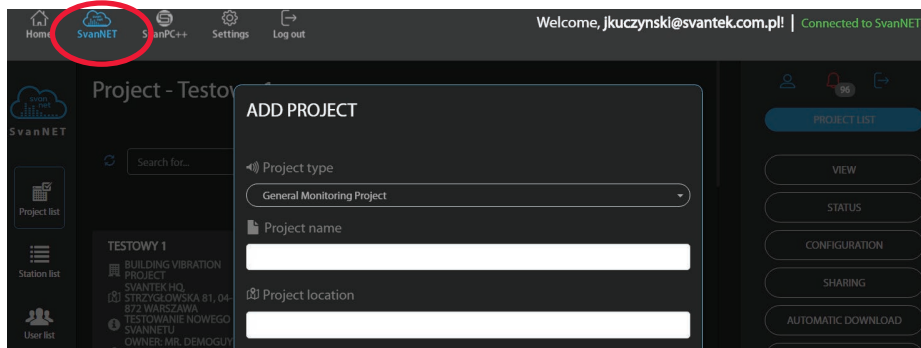 Home SvanNET SvanPC++ Settings Log out
Welcome, jkuczynski@svantek.com.pl! | Connected to SvanNET
svan
net
SvanNET
Project - Testowy 1
96
PROJECT LIST
Search for...
Project list
Station list
User list
TESTOWY 1
BUILDING VIBRATION
PROJECT
SVANTEK HQ,
STRZYGŁOWSKA 81, 04-
872 WARSZAWA
TESTOWANIE NOWEGO
SVANNETU
OWNER: MR. DEMOGUY
ADD PROJECT
Project type
General Monitoring Project
Project name
Project location
VIEW
STATUS
CONFIGURATION
SHARING
AUTOMATIC DOWNLOAD